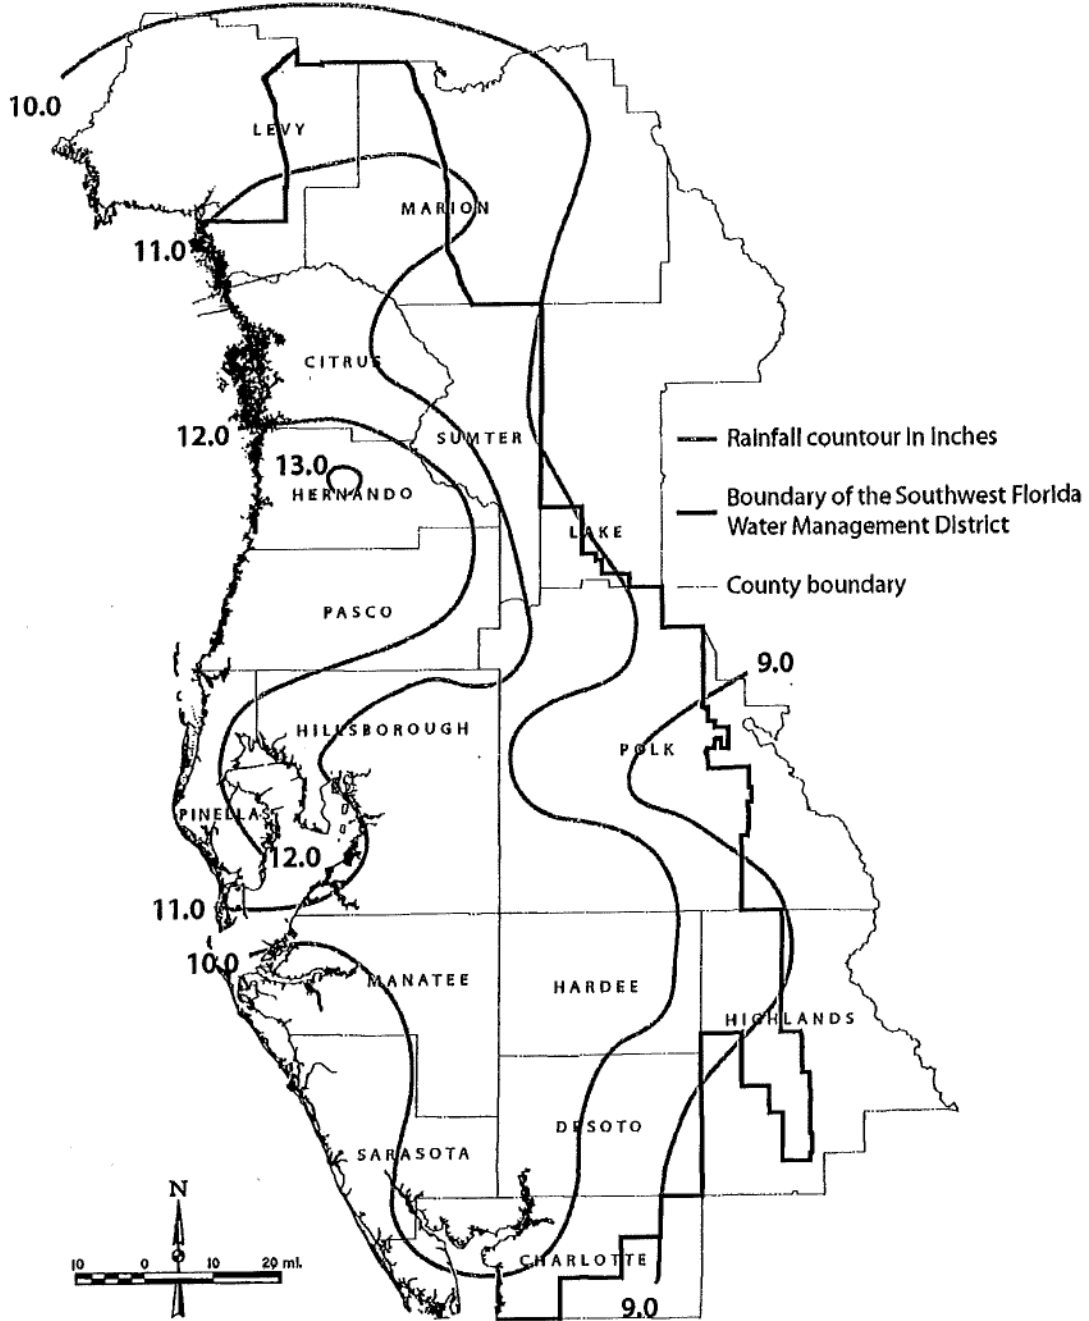 10.0
LEVY
MARION
11.0
CITRUS
12.0
SUMTER
Rainfall countour in inches
13.0
HERNANDO
Boundary of the Southwest Florida
Water Management District
LAKE
County boundary
PASCO
9.0
HILLSBOROUGH
POLK
PINELLAS
12.0
11.0
10.0
MANATEE
HARDEE
HIGHLANDS
DESOTO
SARASOTA
N
CHARLOTTE
10 0 10 20 mi.
9.0